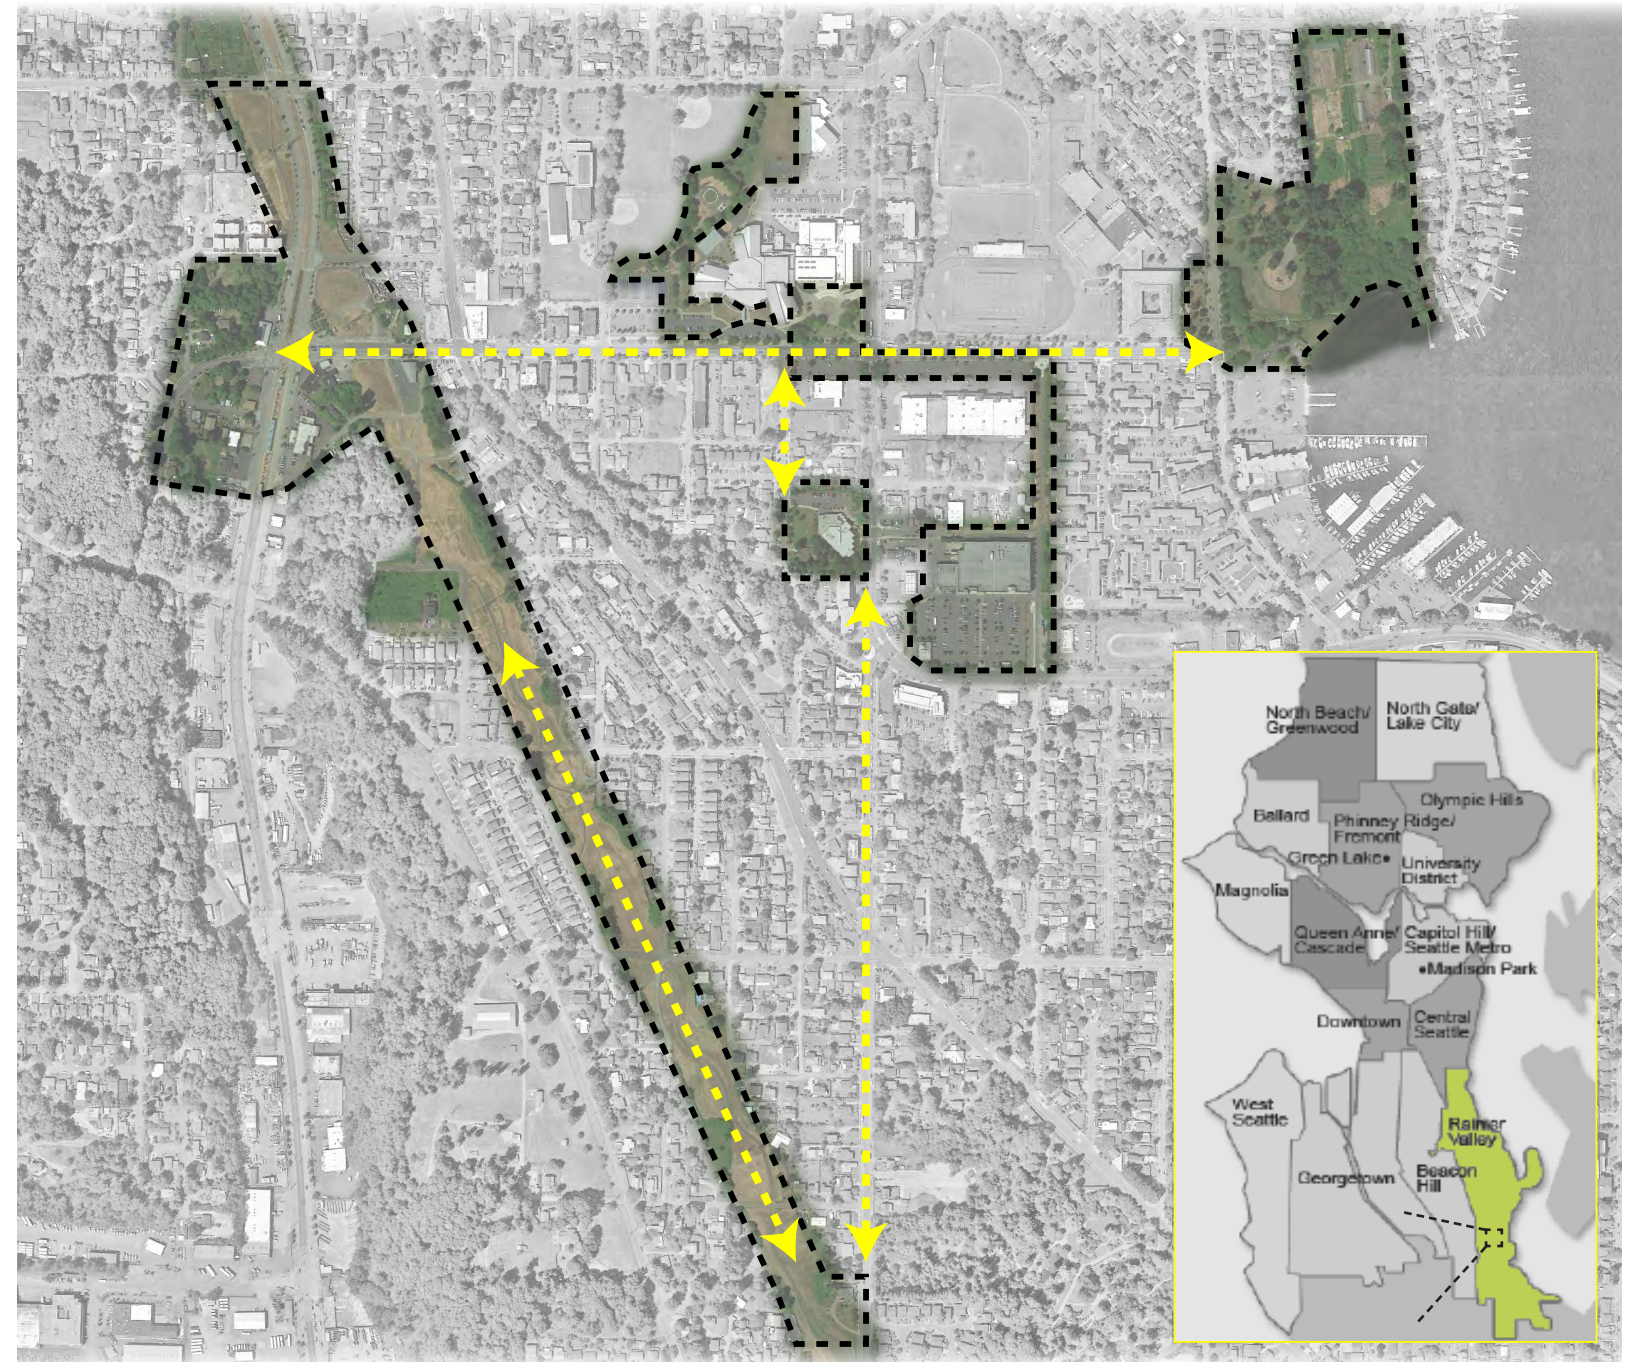 North Beach/
Greenwood
North Gate/
Lake City
Olympic Hills
Ballard
Phinney Ridge/
Fremont
Green Lake
University
District
Magnolia
Queen Anne/
Cascade
Capitol Hill/
Seattle Metro
Madison Park
Downtown
Central
Seattle
West
Seattle
Rainier
Valley
Georgetown
Beacon
Hill